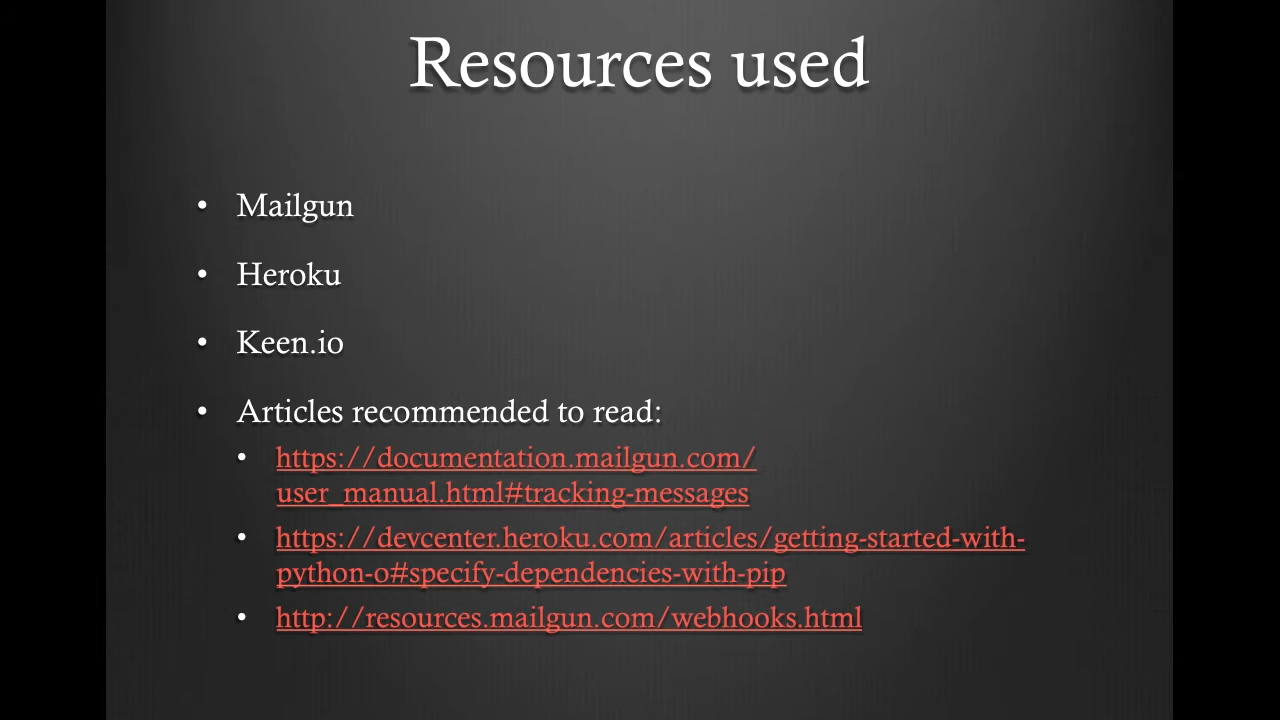 Resources used
• Mailgun
• Heroku
• Keen.io
• Articles recommended to read:
• https://documentation.mailgun.com/
user_manual.html#tracking-messages
• https://devcenter.heroku.com/articles/getting-started-with-
python-o#specify-dependencies-with-pip
• http://resources.mailgun.com/webhooks.html